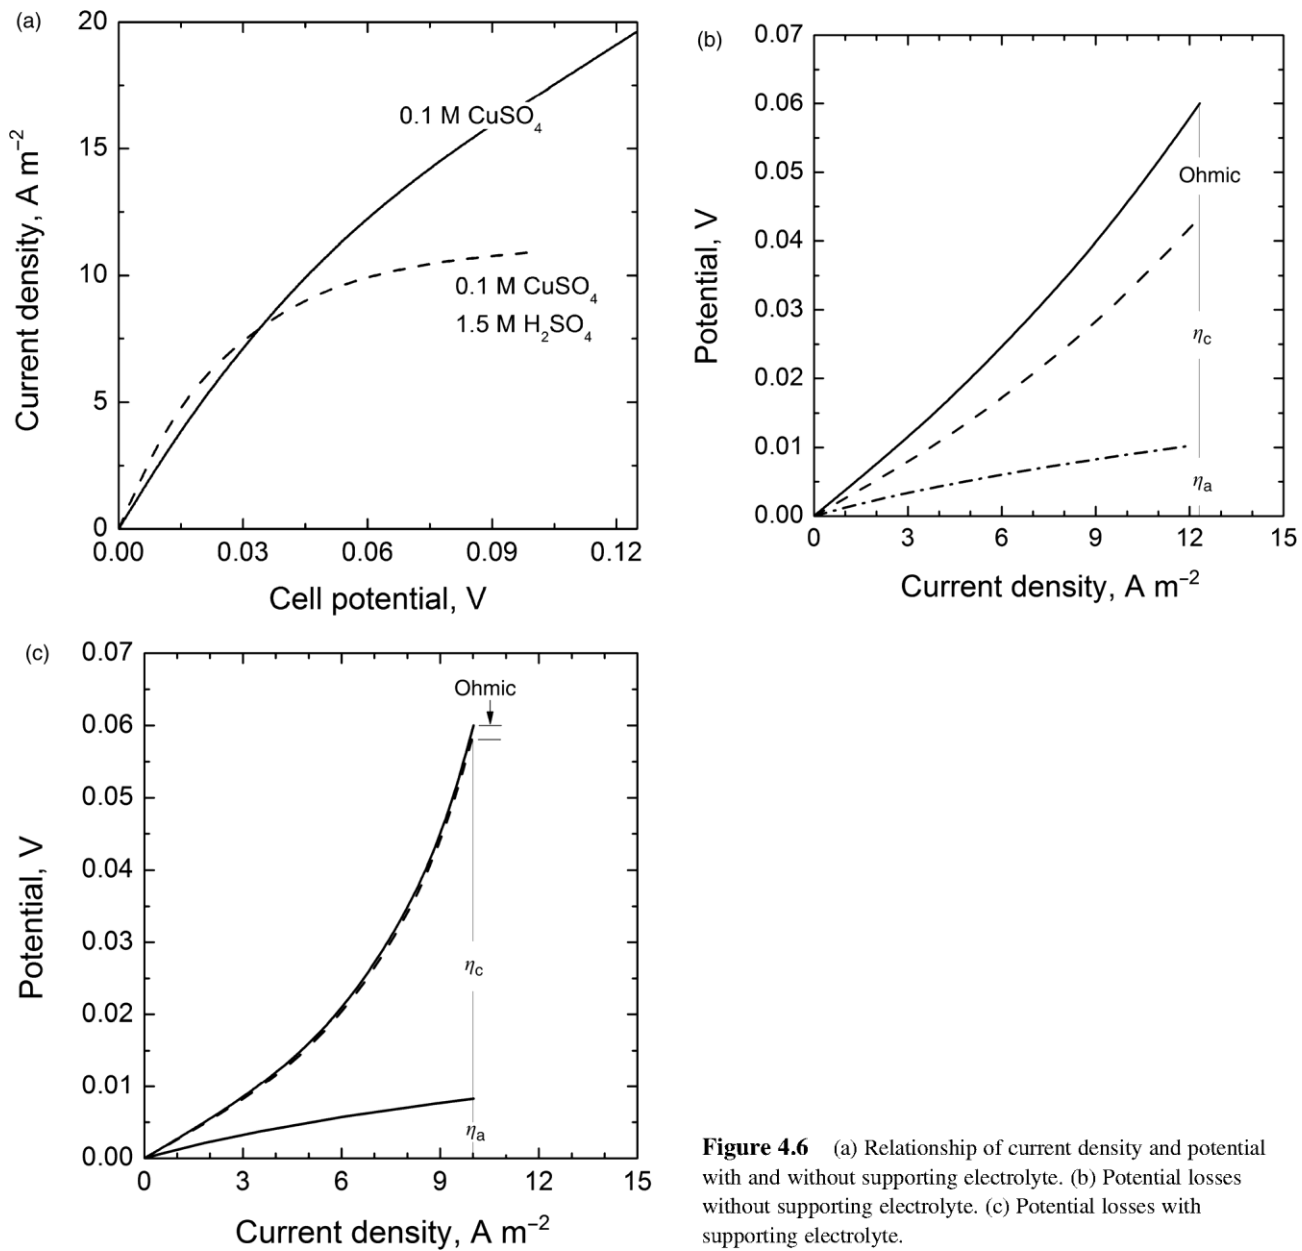 (a)
20
15
10
5
0
Current density, A m⁻²
0.1 M CuSO₄
0.1 M CuSO₄
1.5 M H₂SO₄
0.00
0.03
0.06
0.09
0.12
Cell potential, V
(b)
0.07
0.06
0.05
0.04
0.03
0.02
0.01
0.00
Potential, V
Ohmic
ηc
ηa
0
3
6
9
12
15
Current density, A m⁻²
(c)
0.07
0.06
0.05
0.04
0.03
0.02
0.01
0.00
Potential, V
Ohmic
ηc
ηa
0
3
6
9
12
15
Current density, A m⁻²
Figure 4.6 (a) Relationship of current density and potential
with and without supporting electrolyte. (b) Potential losses
without supporting electrolyte. (c) Potential losses with
supporting electrolyte.